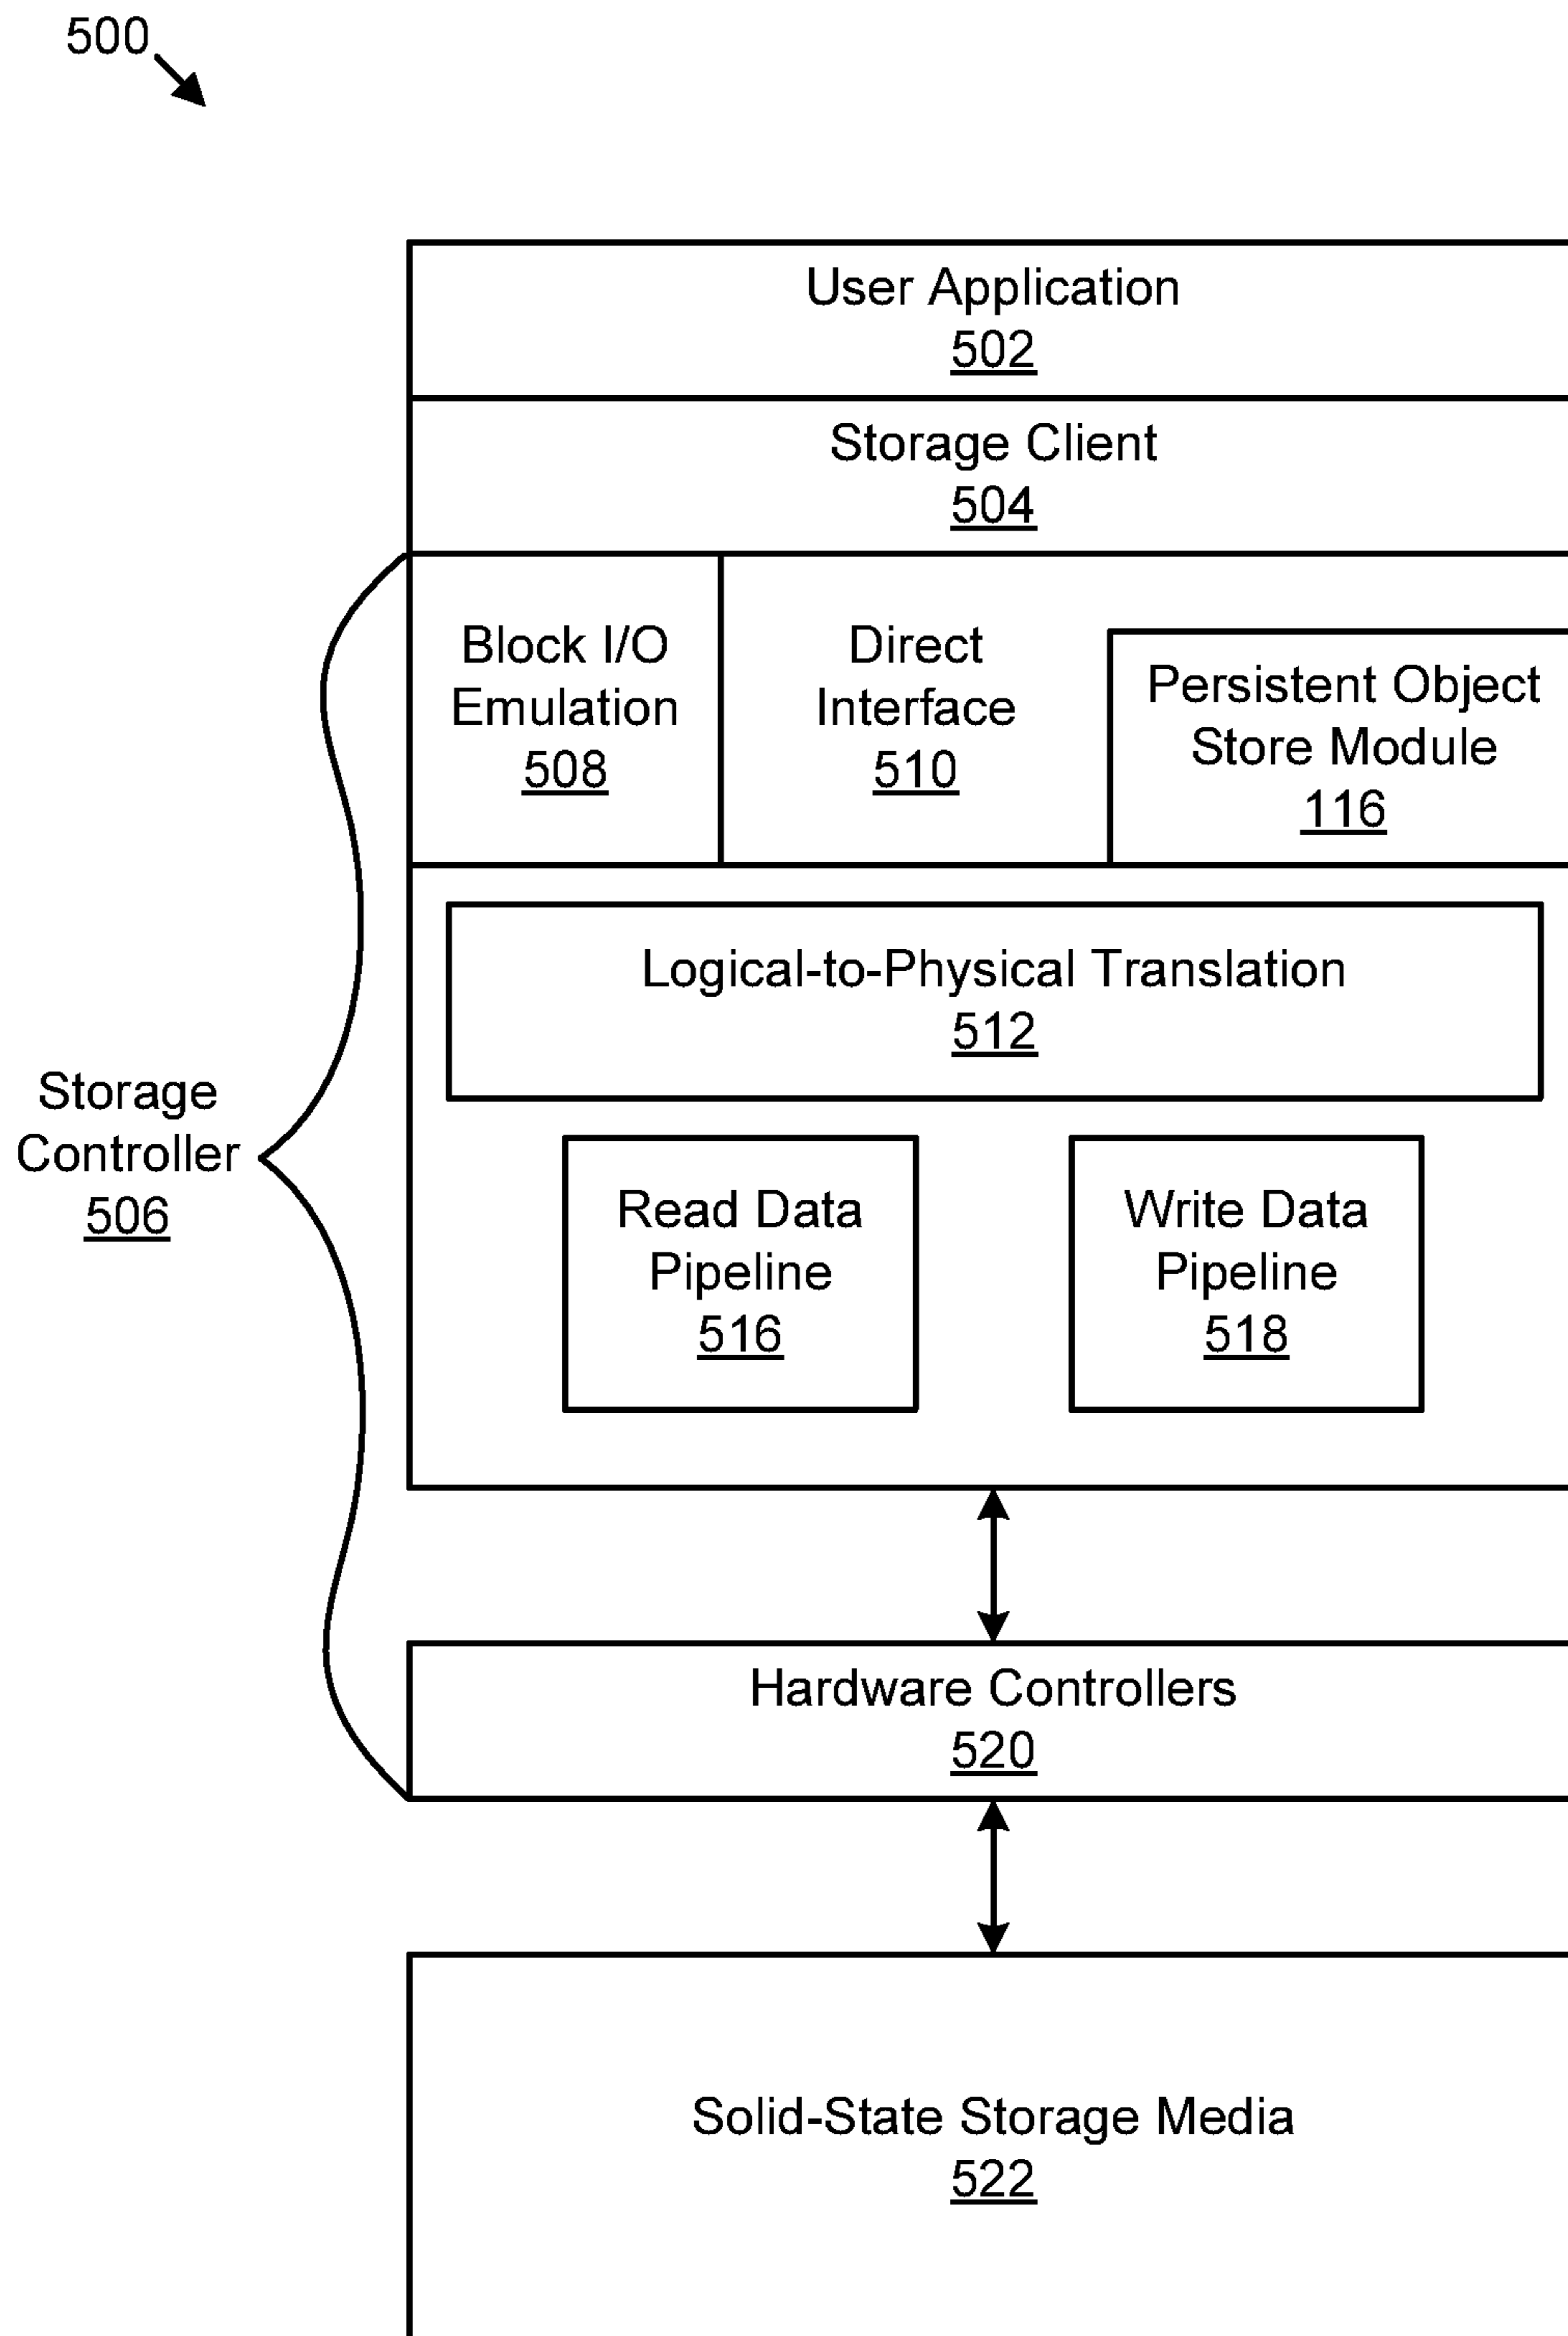 500
User Application
502
Storage Client
504
Block I/O
Emulation
508
Direct
Interface
510
Persistent Object
Store Module
116
Logical-to-Physical Translation
512
Storage
Controller
506
Read Data
Pipeline
516
Write Data
Pipeline
518
Hardware Controllers
520
Solid-State Storage Media
522